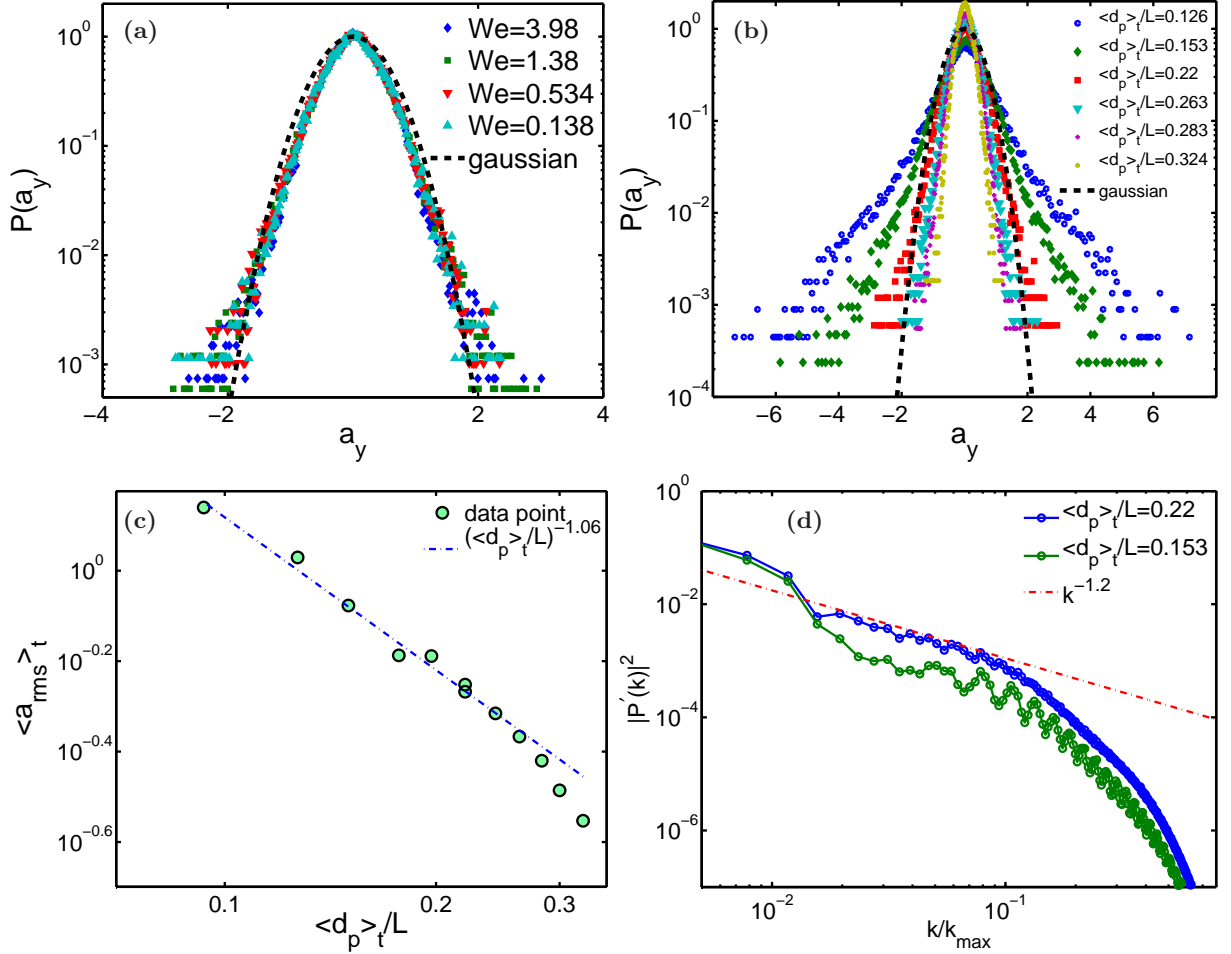 (a)
We=3.98
We=1.38
We=0.534
We=0.138
gaussian
10^0
10^−1
10^−2
10^−3
P(a_y)
−4
−2
0
2
4
a_y
(b)
<d_p>_t/L=0.126
<d_p>_t/L=0.153
<d_p>_t/L=0.22
<d_p>_t/L=0.263
<d_p>_t/L=0.283
<d_p>_t/L=0.324
gaussian
10^0
10^−1
10^−2
10^−3
10^−4
P(a_y)
−6
−4
−2
0
2
4
6
a_y
(c)
data point
(<d_p>_t/L)^−1.06
10^0
10^−0.2
10^−0.4
10^−0.6
<a_rms>_t
0.1
0.2
0.3
<d_p>_t/L
(d)
<d_p>_t/L=0.22
<d_p>_t/L=0.153
k^−1.2
10^0
10^−2
10^−4
10^−6
|P'(k)|^2
10^−2
10^−1
k/k_max